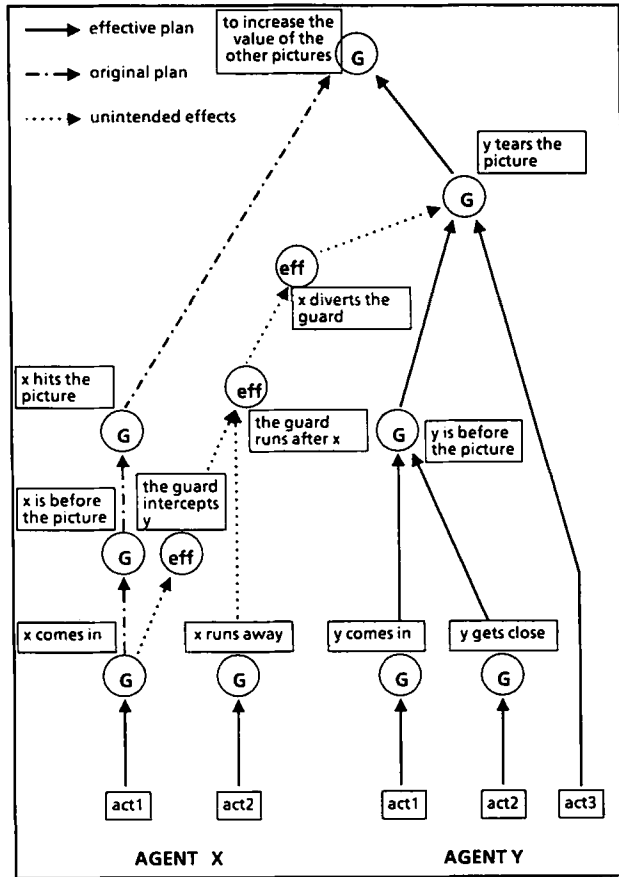 effective plan
original plan
unintended effects
to increase the
value of the
other pictures
G
y tears the
picture
G
eff
x diverts the
guard
x hits the
picture
eff
G
the guard
runs after x
G
y is before
the picture
x is before
the picture
the guard
intercepts
y
G
eff
x comes in
x runs away
y comes in
y gets close
G
G
G
G
act1
act2
act1
act2
act3
AGENT X
AGENT Y